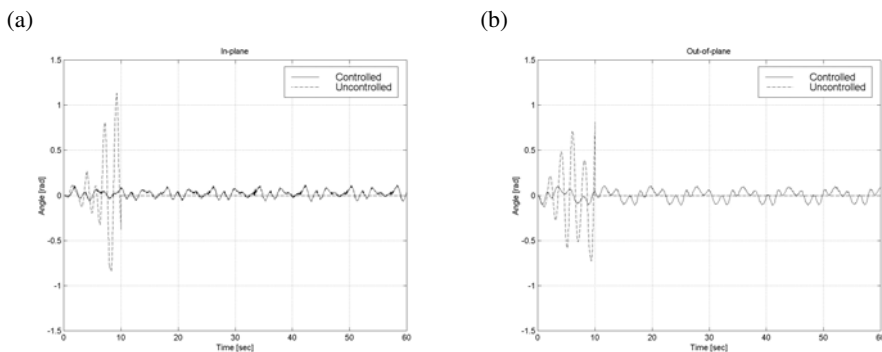 (a)
In-plane
Controlled
Uncontrolled
Angle [rad]
1.5
1
0.5
0
-0.5
-1
-1.5
0 10 20 30 40 50 60
Time [sec]
(b)
Out-of-plane
Controlled
Uncontrolled
Angle [rad]
1.5
1
0.5
0
-0.5
-1
-1.5
0 10 20 30 40 50 60
Time [sec]